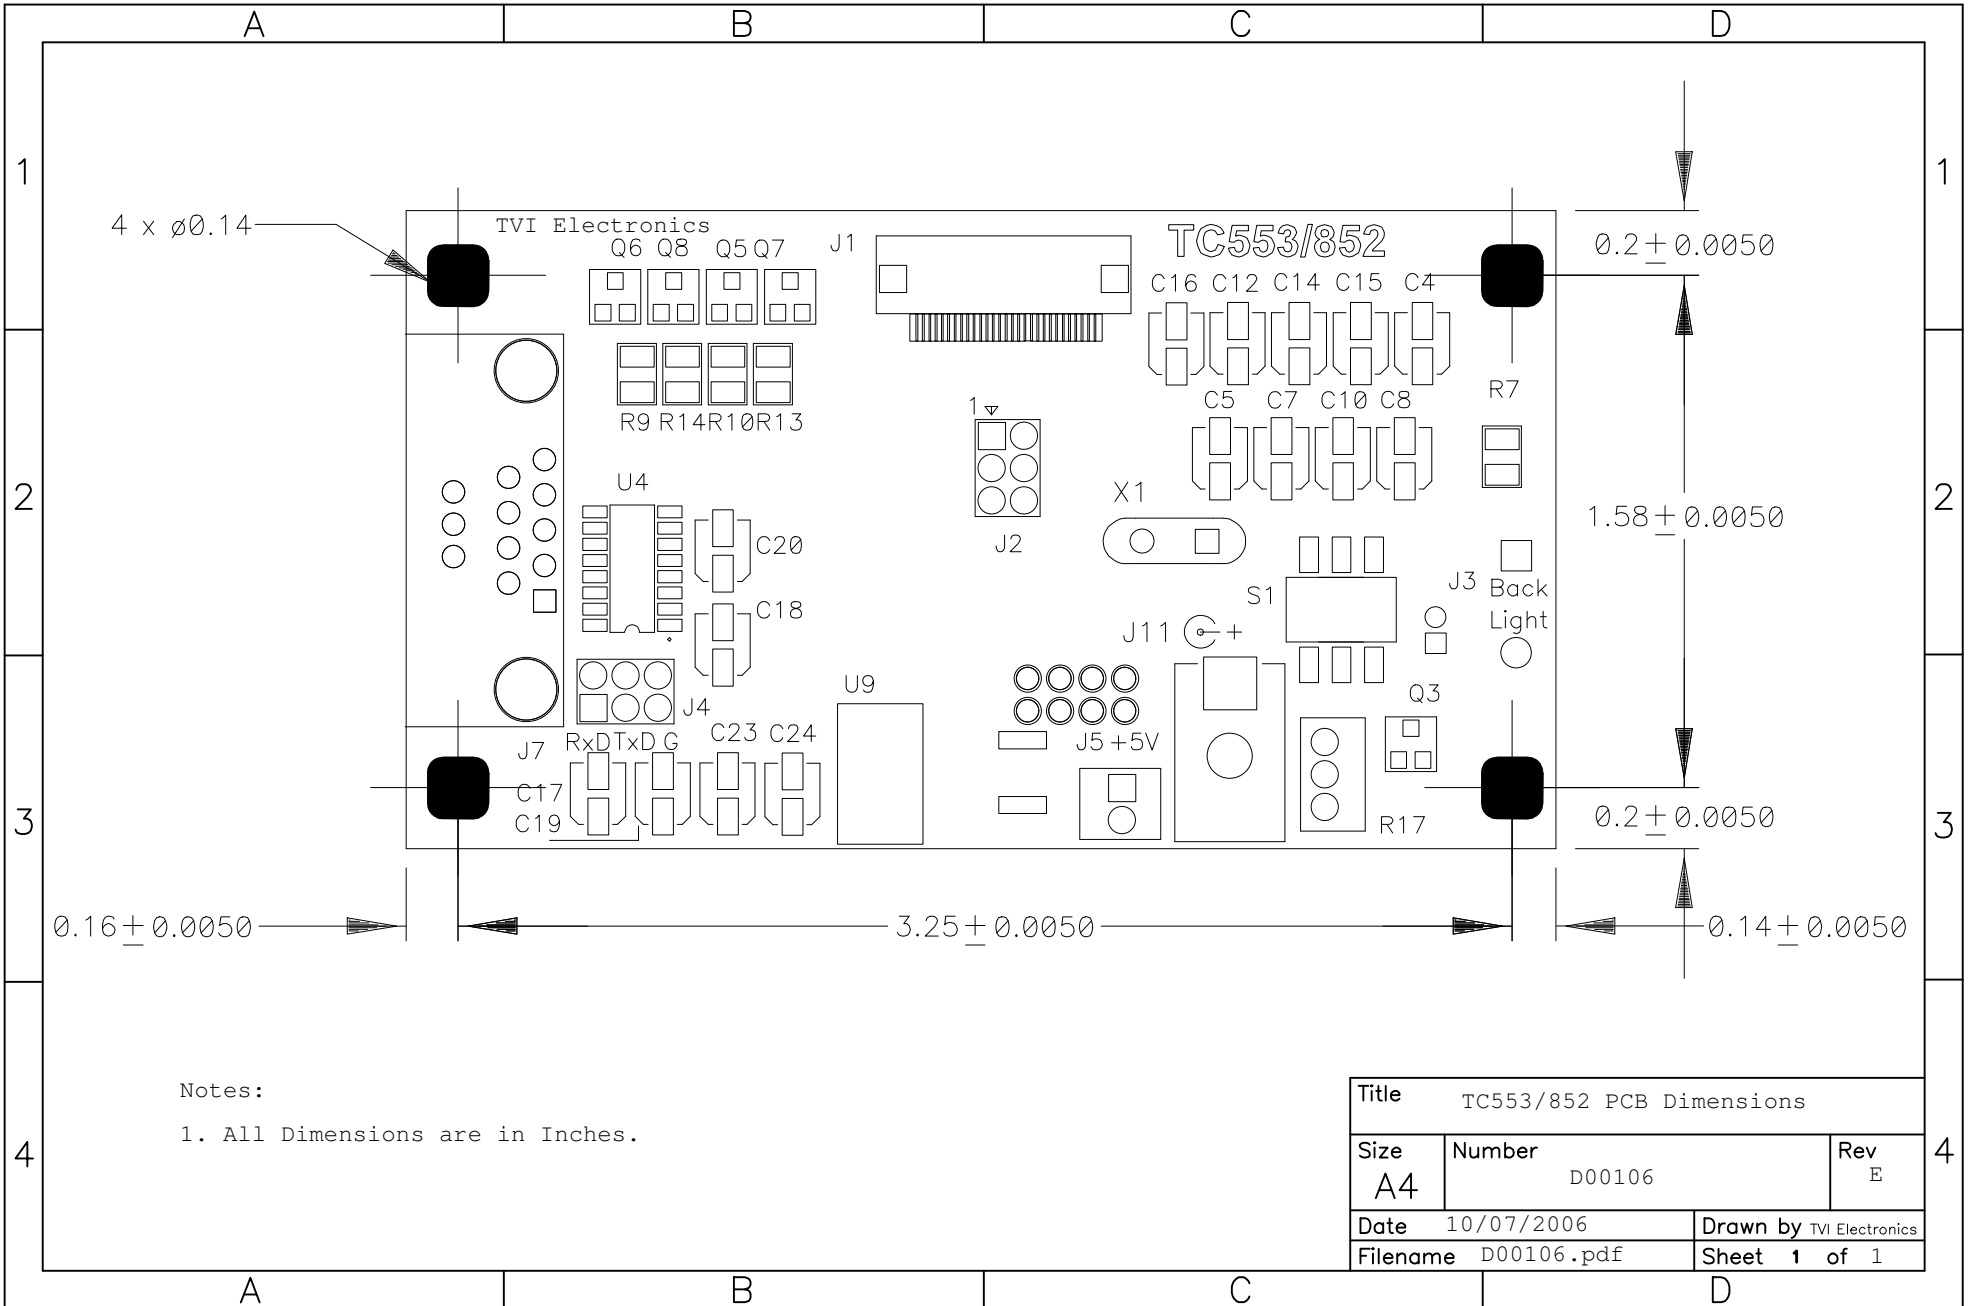 A B C D
1 1
4 x ø0.14
TVI Electronics
TC553/852
Q6 Q8 Q5 Q7
J1
0.2±0.0050
C16 C12 C14 C15 C4
R7
1
C5 C7 C10 C8
R9 R14 R10 R13
2 2
U4
X1
1.58±0.0050
J2
C20
J3 Back
Light
S1
C18
J11 +
U9
Q3
J4
RxD TxD G
J7
C23 C24
J5 +5V
C17
C19
R17
0.2±0.0050
3 3
0.16±0.0050
3.25±0.0050
0.14±0.0050
Notes:
1. All Dimensions are in Inches.
4 4
Title TC553/852 PCB Dimensions
Size A4
Number D00106
Rev E
Date 10/07/2006
Drawn by TVI Electronics
Filename D00106.pdf
Sheet 1 of 1
A B C D